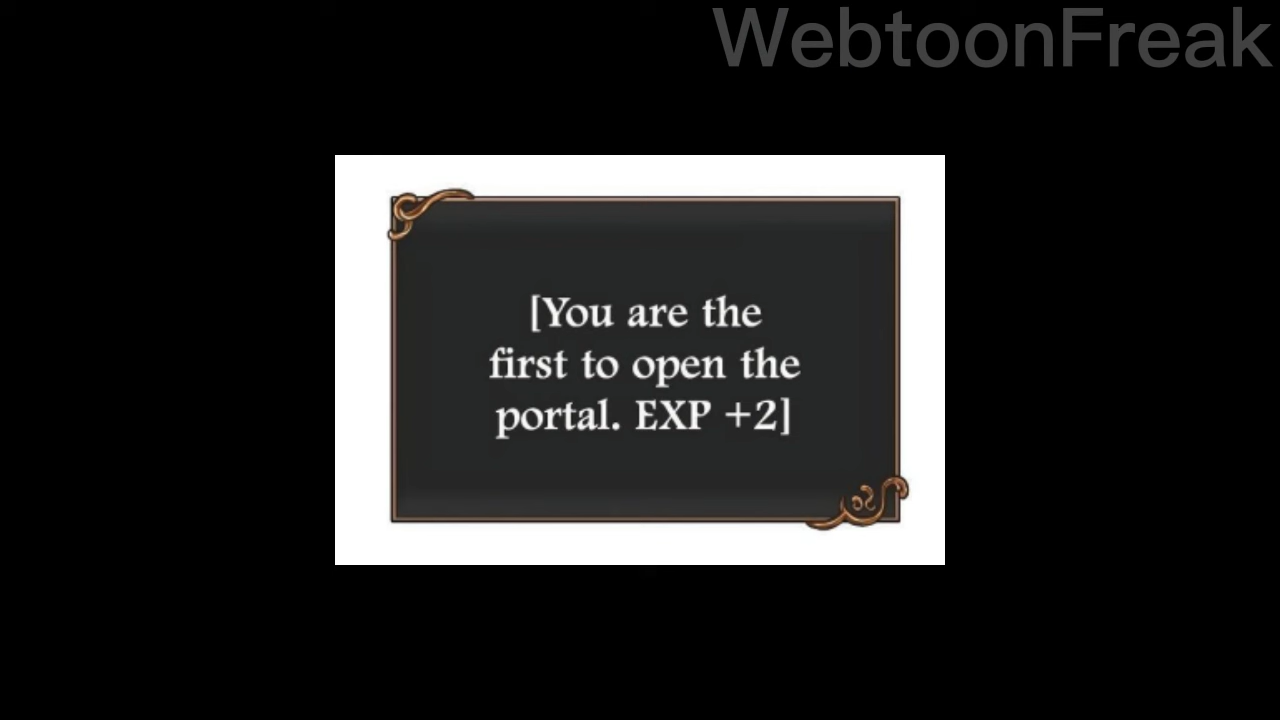 WebtoonFreak
[You are the
first to open the
portal. EXP +2]